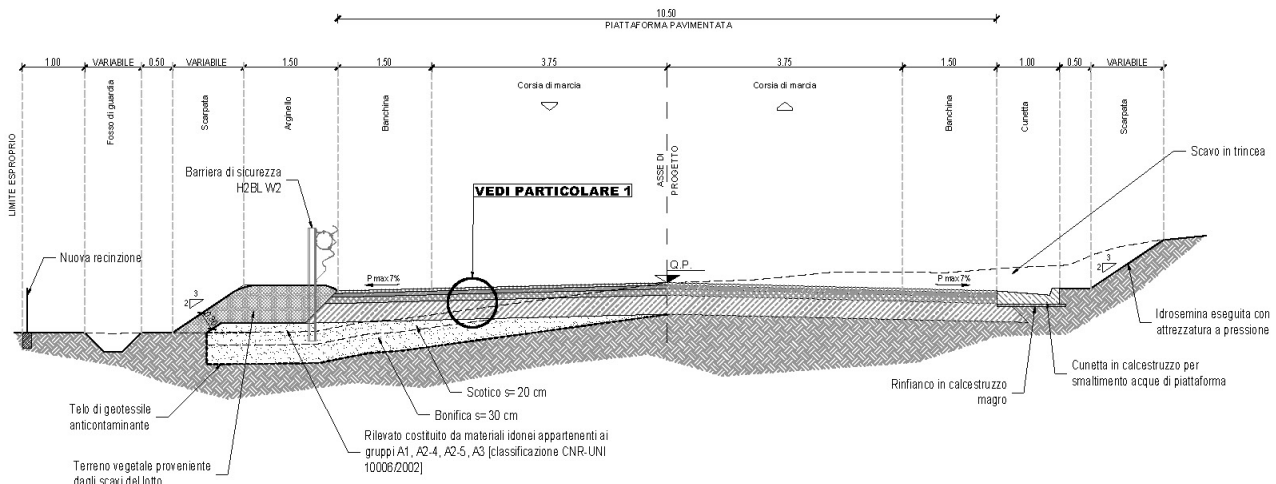 10.50
PIATTAFORMA PAVIMENTATA
1.00
VARIABILE
0.50
VARIABILE
1.50
1.50
3.75
3.75
1.50
1.00
0.50
VARIABILE
LIMITE ESPROPRIO
Fosso di guardia
Scarpata
Arginello
Banchina
Corsia di marcia
ASSE DI
PROGETTO
Corsia di marcia
Banchina
Cunetta
Scarpata
Scavo in trincea
Barriera di sicurezza
H2BL W2
VEDI PARTICOLARE 1
Nuova recinzione
Q.P.
P max 7%
P max 7%
3
2
3
2
Idrosemina eseguita con
attrezzatura a pressione
Cunetta in calcestruzzo per
smaltimento acque di piattaforma
Rinfianco in calcestruzzo
magro
Scotico s= 20 cm
Bonifica s= 30 cm
Telo di geotessile
anticontaminante
Rilevato costituito da materiali idonei appartenenti ai
gruppi A1, A2-4, A2-5, A3 [classificazione CNR-UNI
10006/2002]
Terreno vegetale proveniente
dagli scavi del lotto